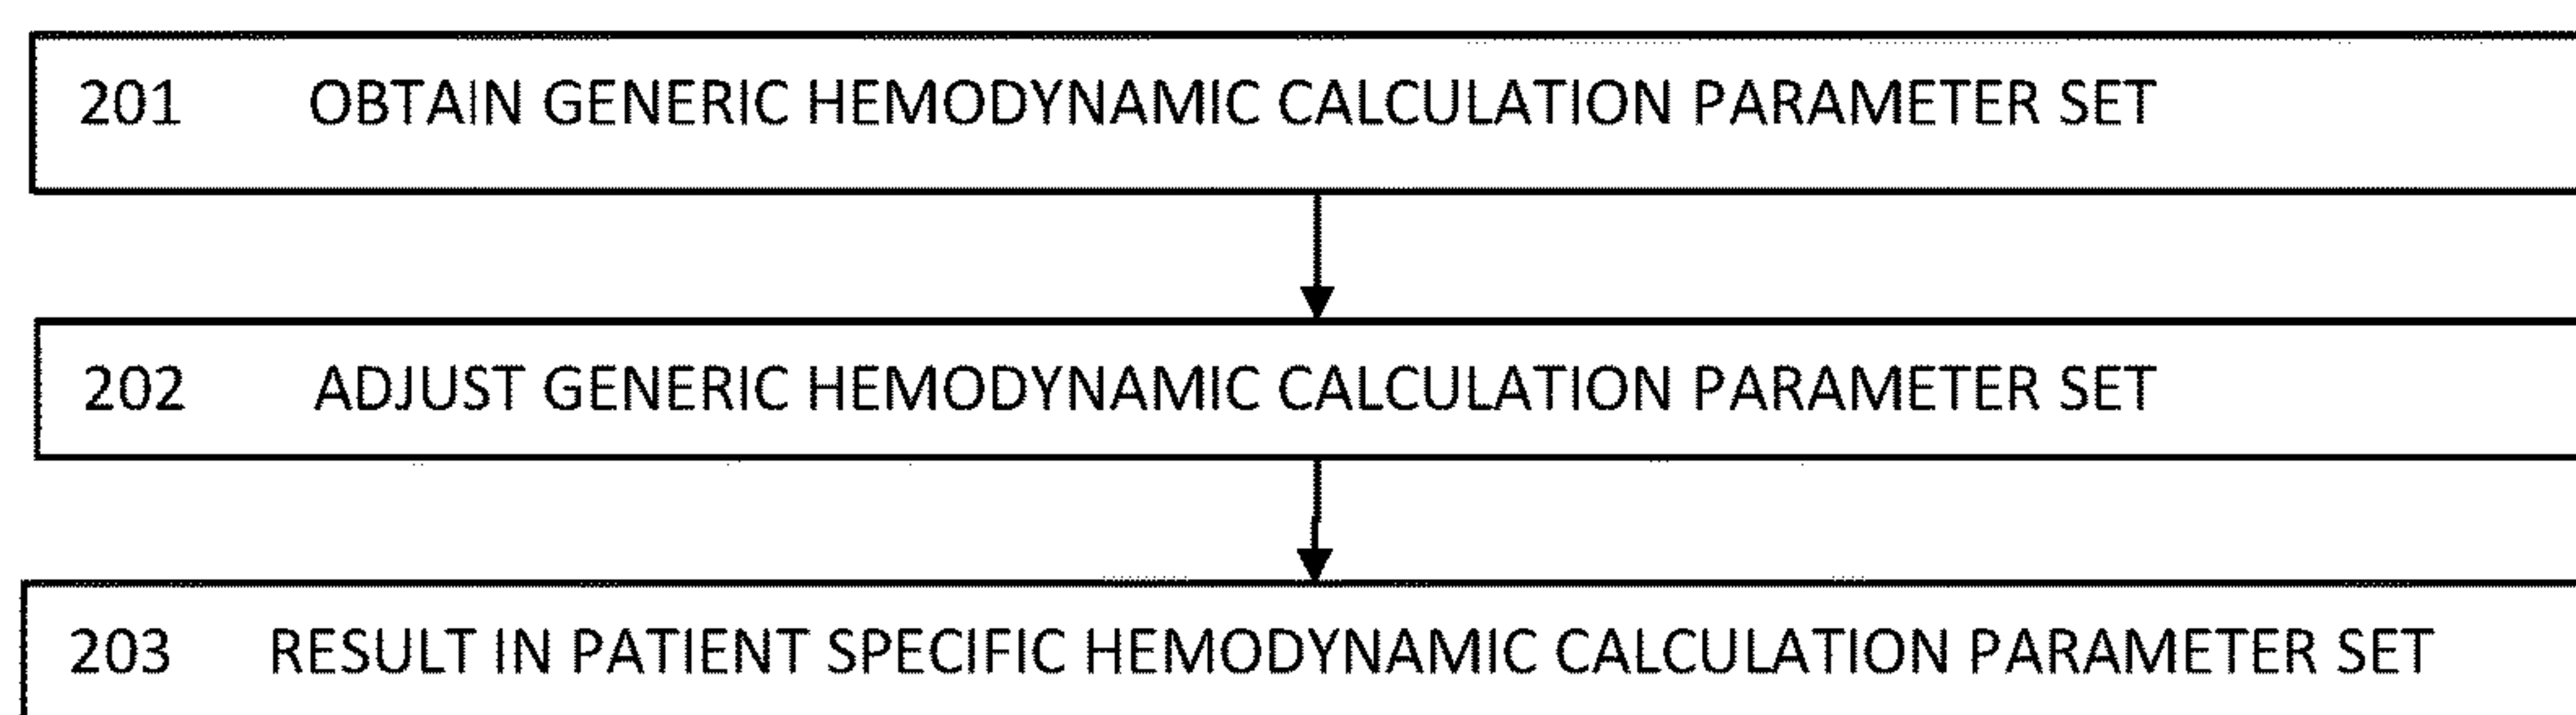 201 OBTAIN GENERIC HEMODYNAMIC CALCULATION PARAMETER SET
202 ADJUST GENERIC HEMODYNAMIC CALCULATION PARAMETER SET
203 RESULT IN PATIENT SPECIFIC HEMODYNAMIC CALCULATION PARAMETER SET